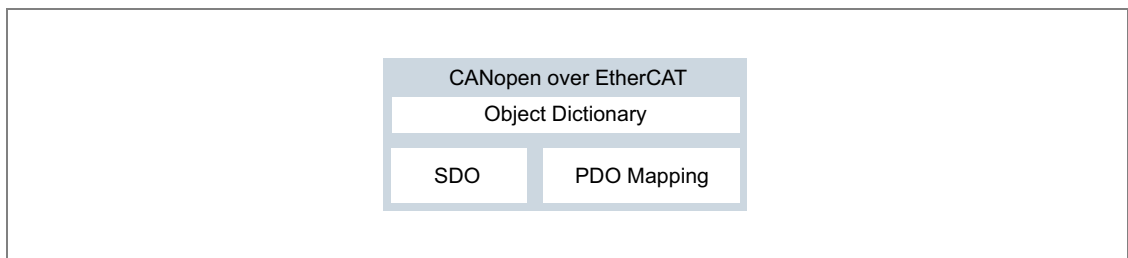 CANopen over EtherCAT
Object Dictionary
SDO
PDO Mapping